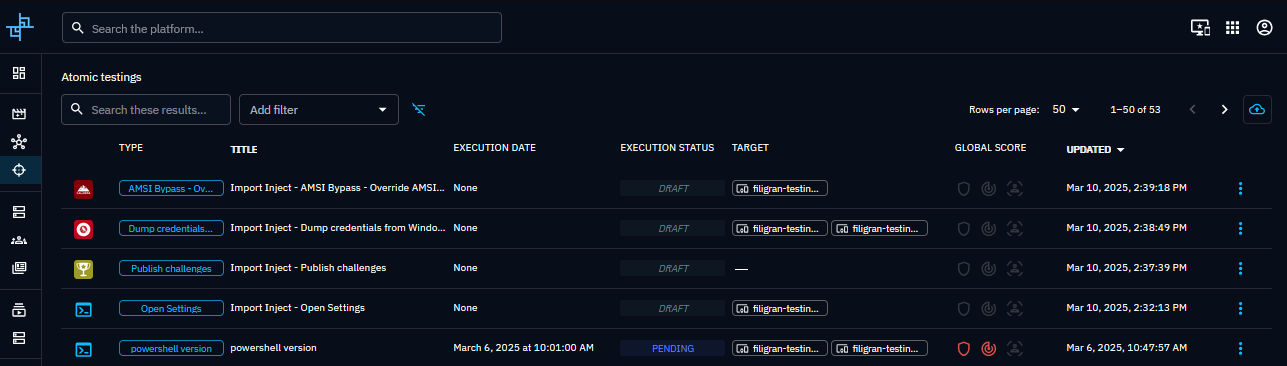 Search the platform...
Atomic testings
Search these results...
Add filter
Rows per page: 50 1–50 of 53
TYPE TITLE EXECUTION DATE EXECUTION STATUS TARGET GLOBAL SCORE UPDATED
AMSI Bypass - Ov... Import Inject - AMSI Bypass - Override AMSI... None DRAFT filigran-testin... Mar 10, 2025, 2:39:18 PM
Dump credentials... Import Inject - Dump credentials from Windo... None DRAFT filigran-testin... filigran-testin... Mar 10, 2025, 2:38:49 PM
Publish challenges Import Inject - Publish challenges None DRAFT — Mar 10, 2025, 2:37:39 PM
Open Settings Import Inject - Open Settings None DRAFT filigran-testin... Mar 10, 2025, 2:32:13 PM
powershell version powershell version March 6, 2025 at 10:01:00 AM PENDING filigran-testin... filigran-testin... Mar 6, 2025, 10:47:57 AM